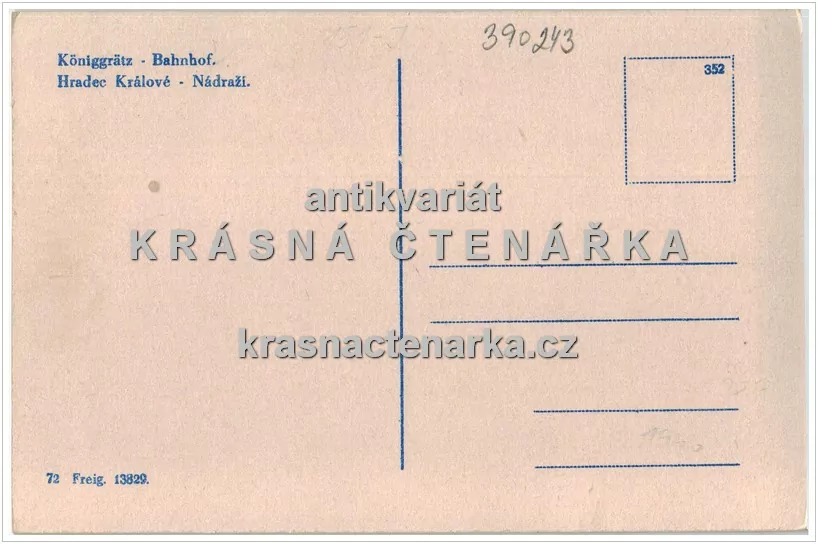 390243
Königgrätz - Bahnhof.
Hradec Králové - Nádraží.
352
antikvariát
KRÁSNÁ ČTENÁŘKA
krasnactenarka.cz
72 Freig. 13829.